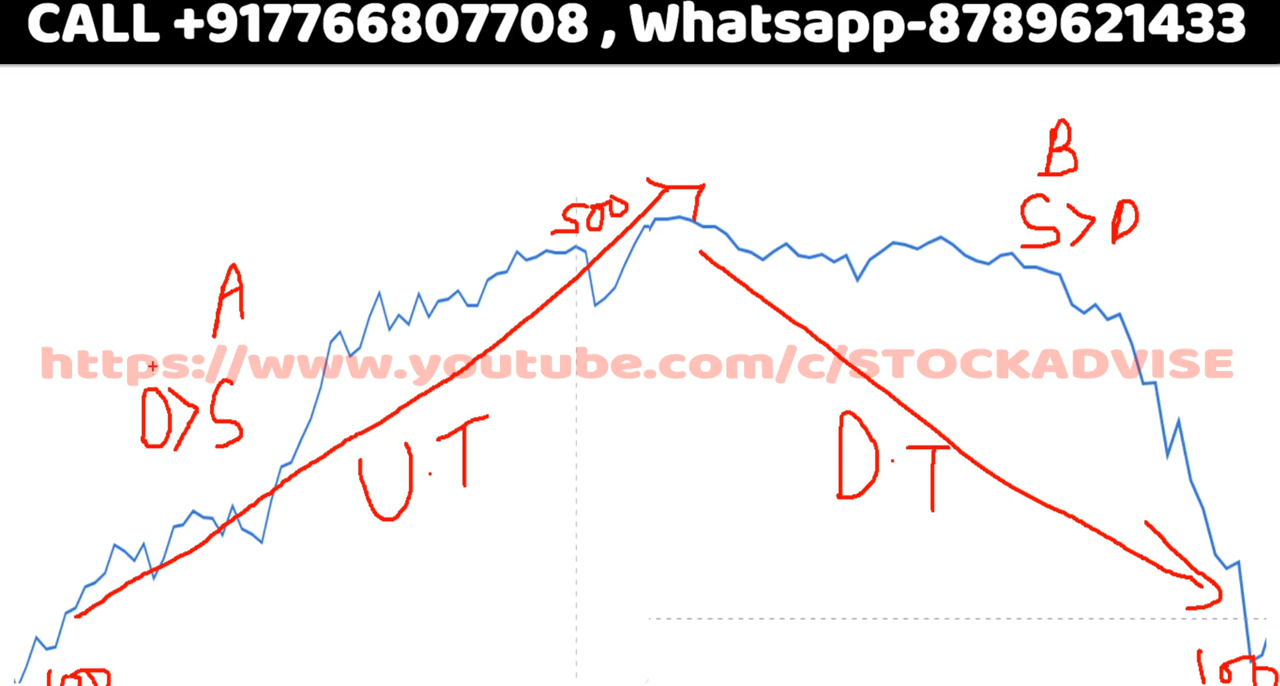 CALL +917766807708 , Whatsapp-8789621433
B
500
S>D
A
https://www.youtube.com/c/STOCKADVISE
D>S
U.T
D.T
100
100